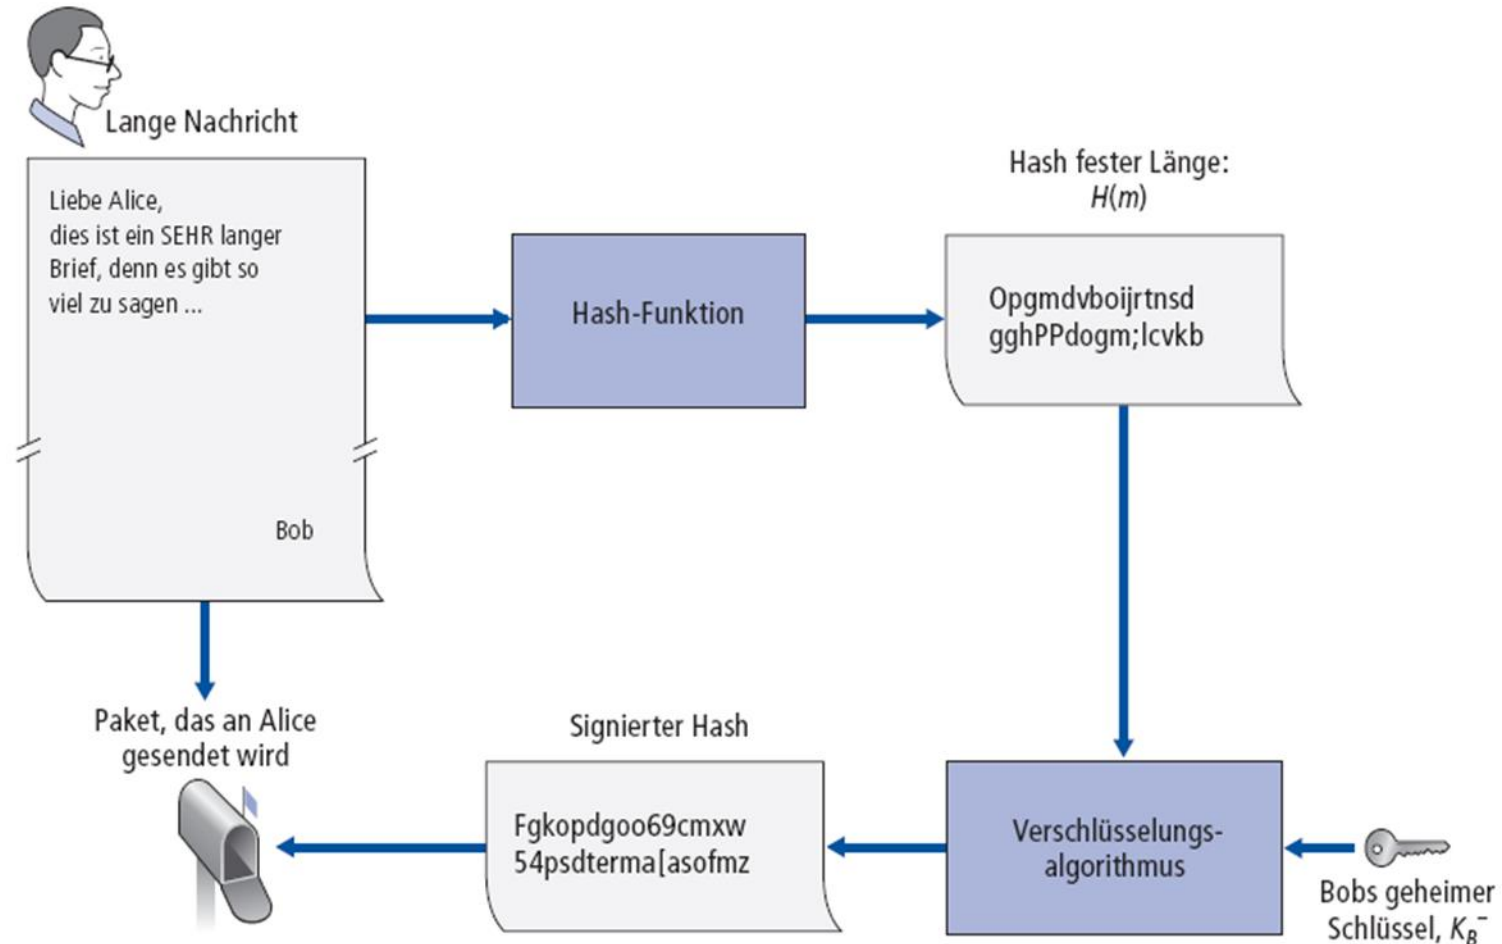 Lange Nachricht
Liebe Alice,
dies ist ein SEHR langer
Brief, denn es gibt so
viel zu sagen ...
Bob
Hash-Funktion
Hash fester Länge:
H(m)
Opgmdvboijrtnsd
gghPPdogm;lcvkb
Paket, das an Alice
gesendet wird
Signierter Hash
Fgkopdgoo69cmxw
54psdterma[asofmz
Verschlüsselungs-
algorithmus
Bobs geheimer
Schlüssel, K_B⁻